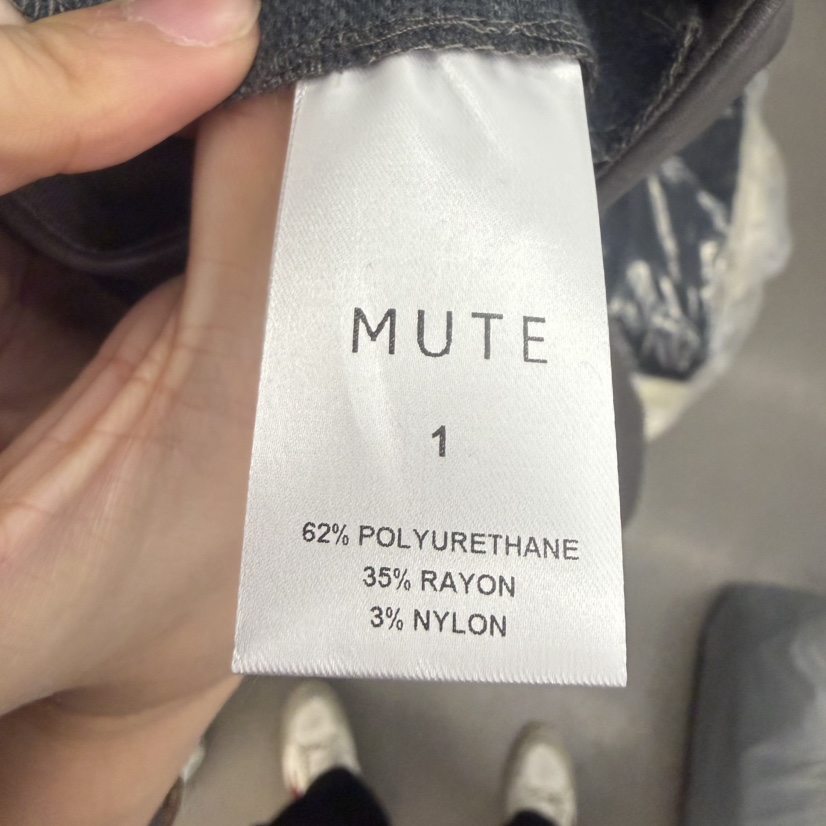 MUTE
1
62% POLYURETHANE
35% RAYON
3% NYLON